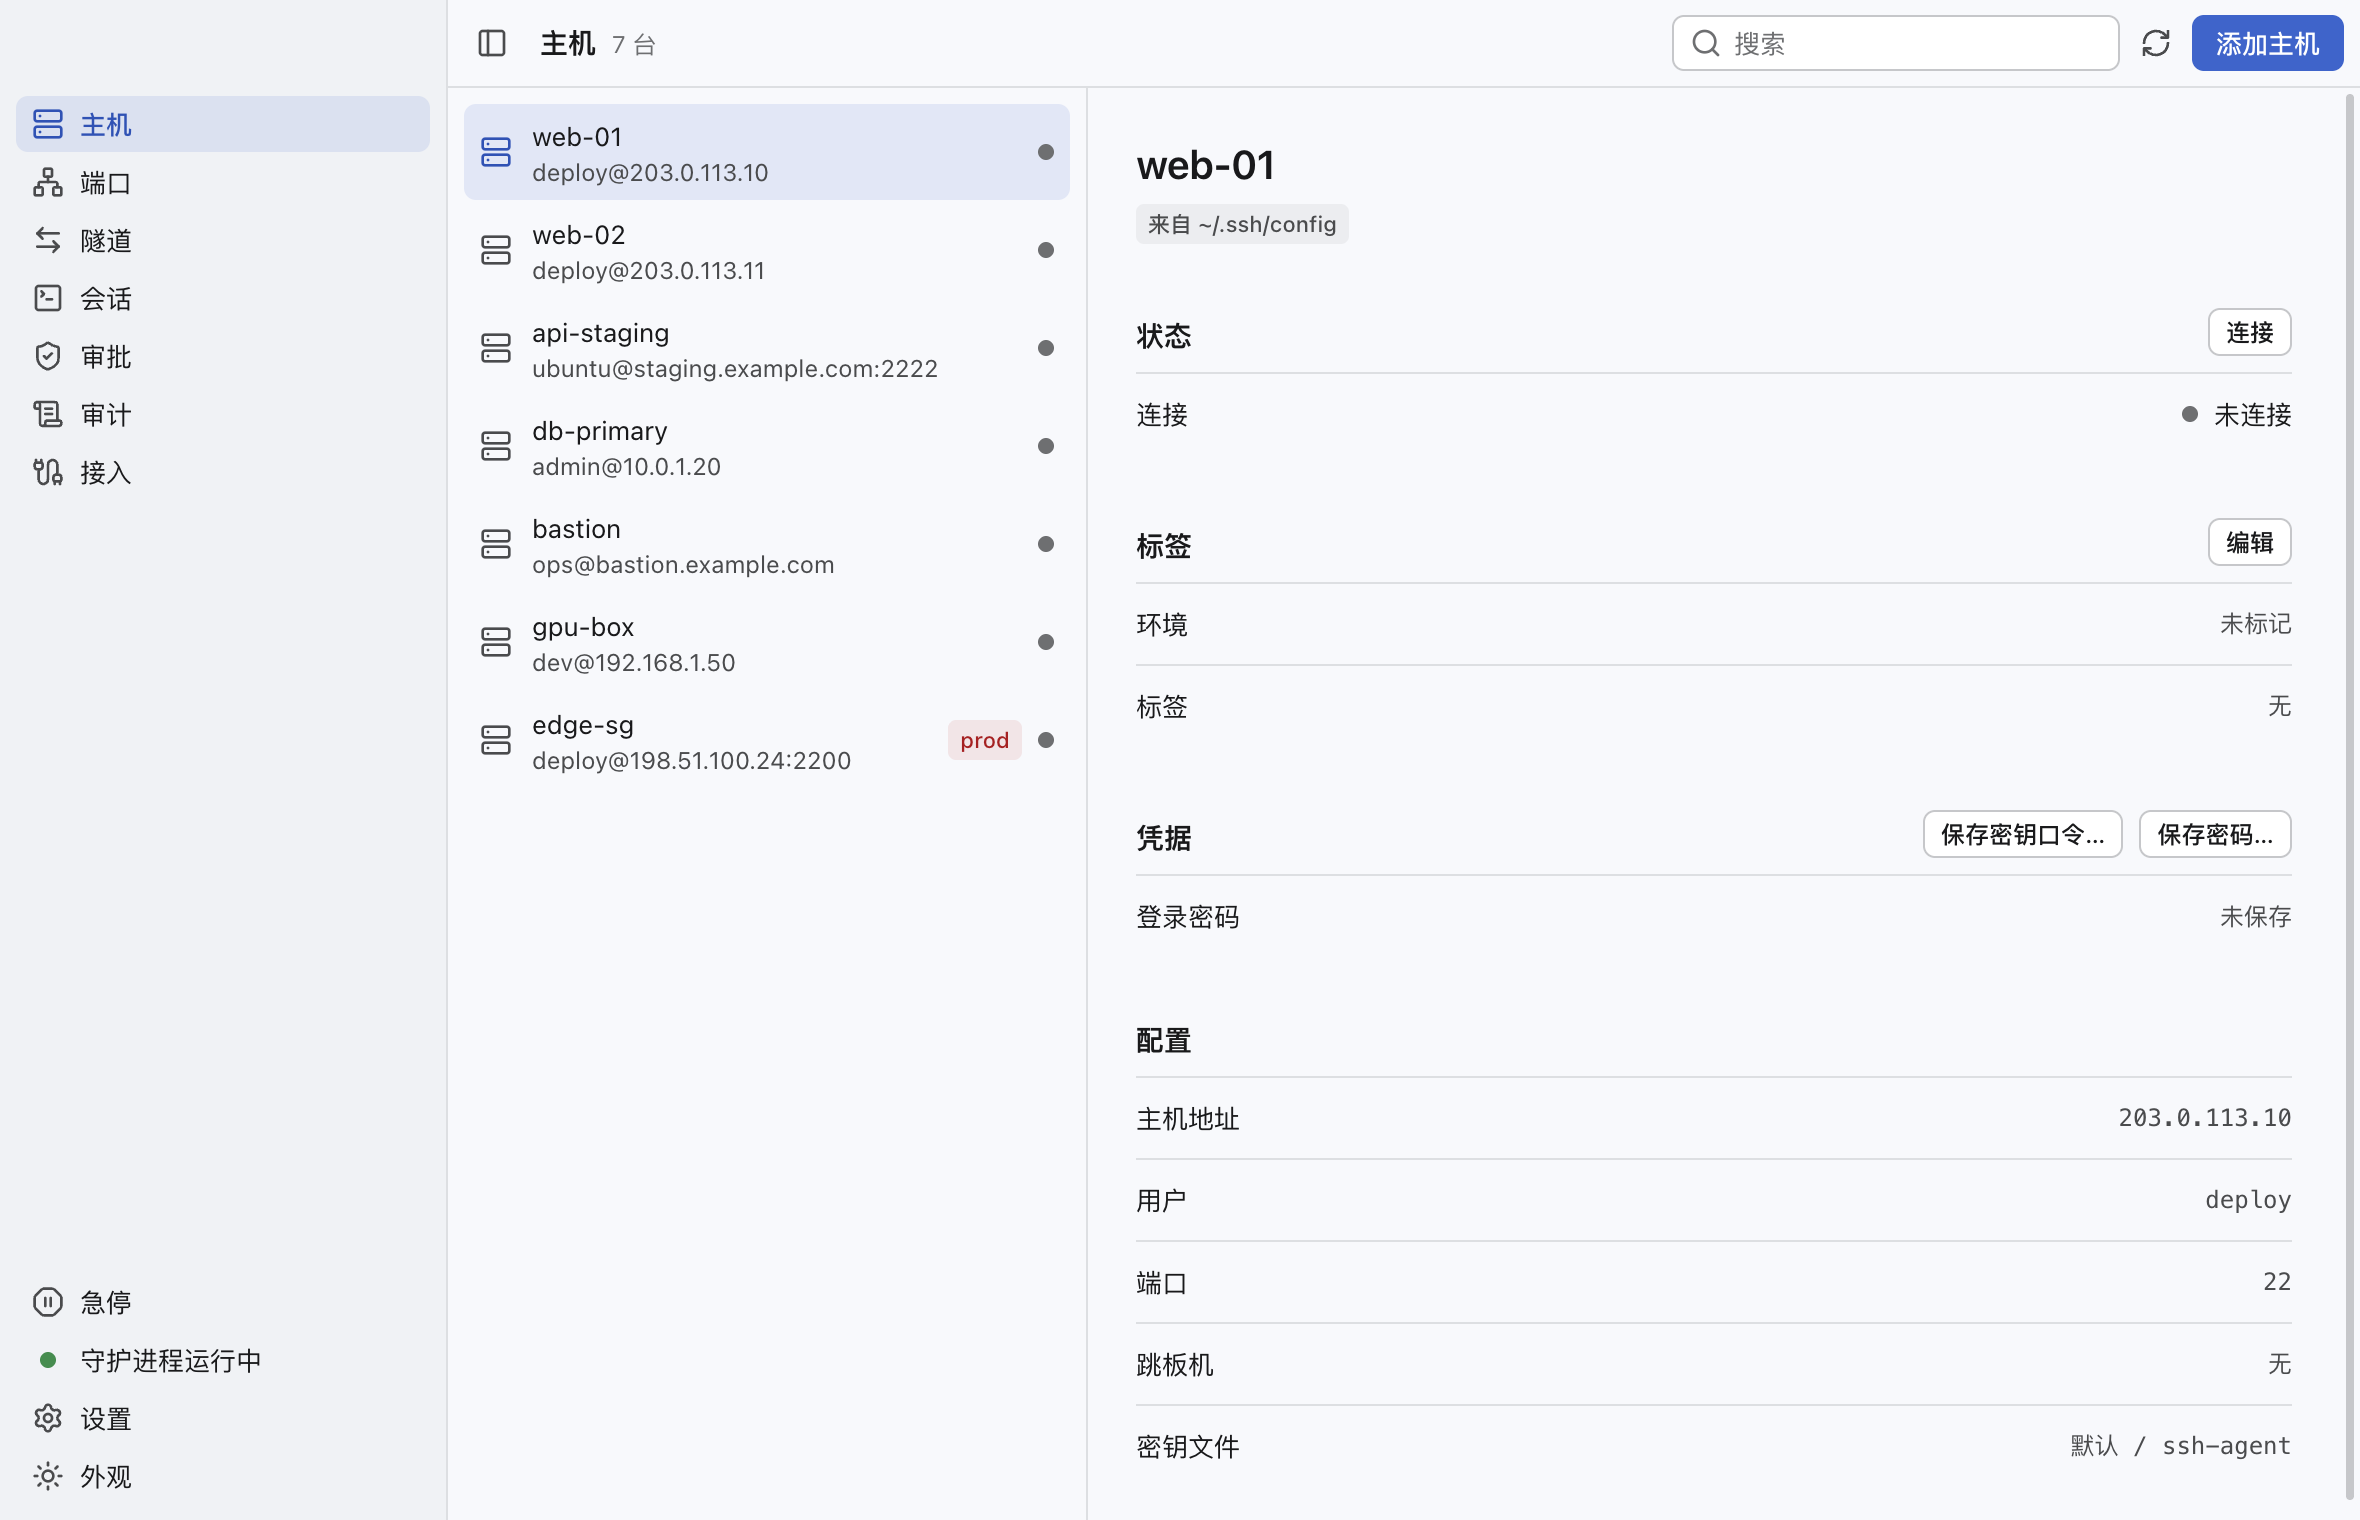 主机
端口
隧道
会话
审批
审计
接入
急停
守护进程运行中
设置
外观
主机 7 台
搜索
添加主机
web-01
deploy@203.0.113.10
web-02
deploy@203.0.113.11
api-staging
ubuntu@staging.example.com:2222
db-primary
admin@10.0.1.20
bastion
ops@bastion.example.com
gpu-box
dev@192.168.1.50
edge-sg
deploy@198.51.100.24:2200
prod
web-01
来自 ~/.ssh/config
状态 连接
连接 未连接
标签 编辑
环境 未标记
标签 无
凭据 保存密钥口令... 保存密码...
登录密码 未保存
配置
主机地址 203.0.113.10
用户 deploy
端口 22
跳板机 无
密钥文件 默认 / ssh-agent